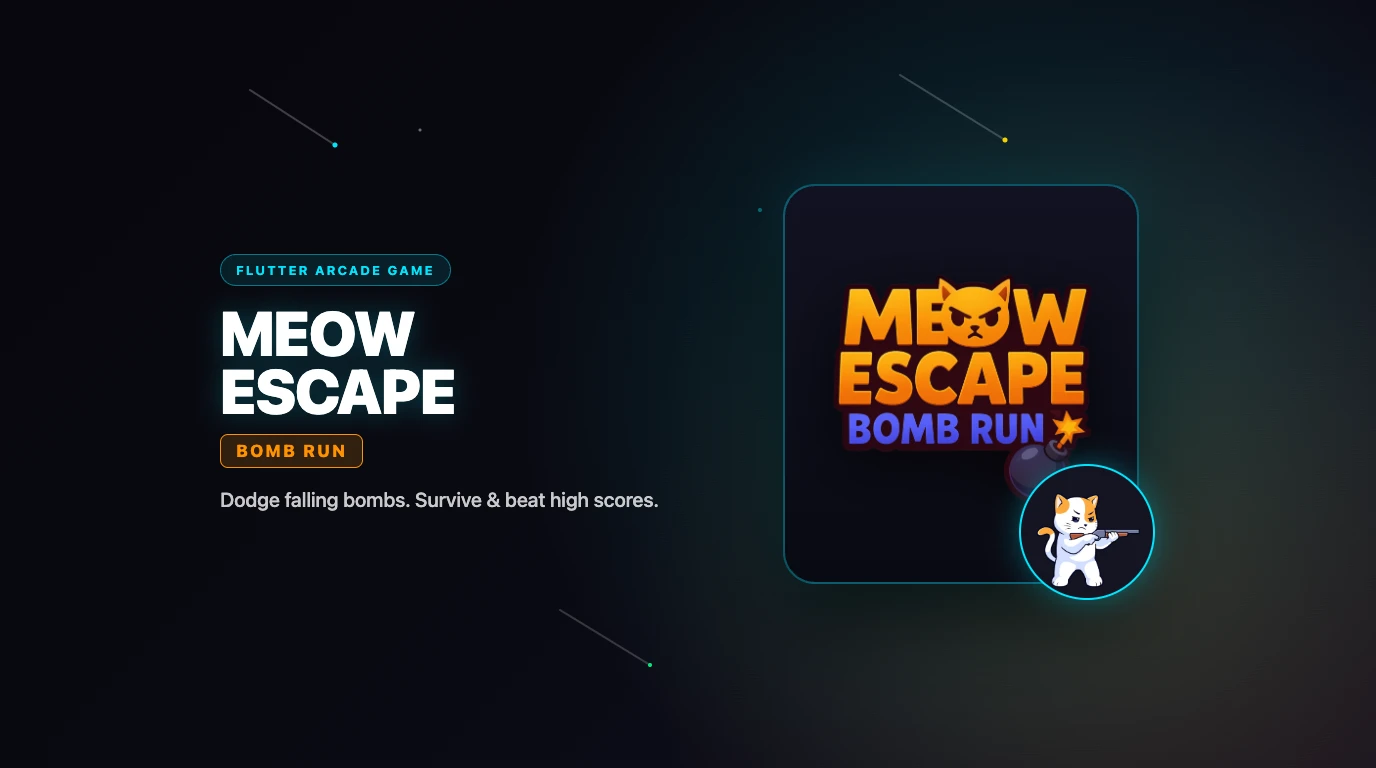 FLUTTER ARCADE GAME
MEOW
ESCAPE
BOMB RUN
Dodge falling bombs. Survive & beat high scores.
MEOW
ESCAPE
BOMB RUN